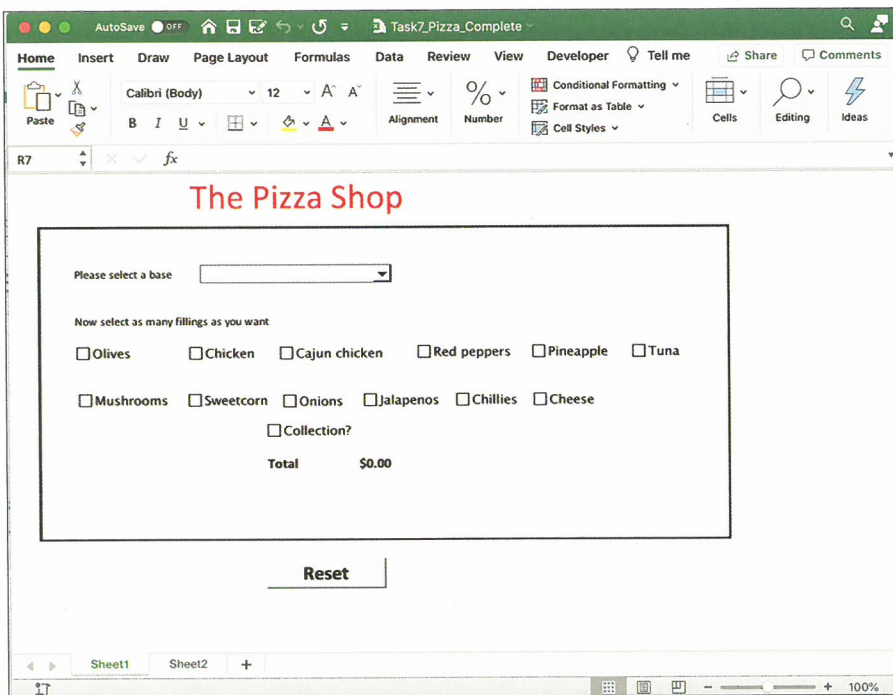 AutoSave OFF Task7_Pizza_Complete
Home Insert Draw Page Layout Formulas Data Review View Developer Tell me Share Comments
Paste
Calibri (Body) 12 A^ A˅
B I U A
Alignment
Number
%
Conditional Formatting
Format as Table
Cell Styles
Cells
Editing
Ideas
R7 fx
The Pizza Shop
Please select a base
Now select as many fillings as you want
Olives Chicken Cajun chicken Red peppers Pineapple Tuna
Mushrooms Sweetcorn Onions Jalapenos Chillies Cheese
Collection?
Total $0.00
Reset
Sheet1 Sheet2 +
- + 100%